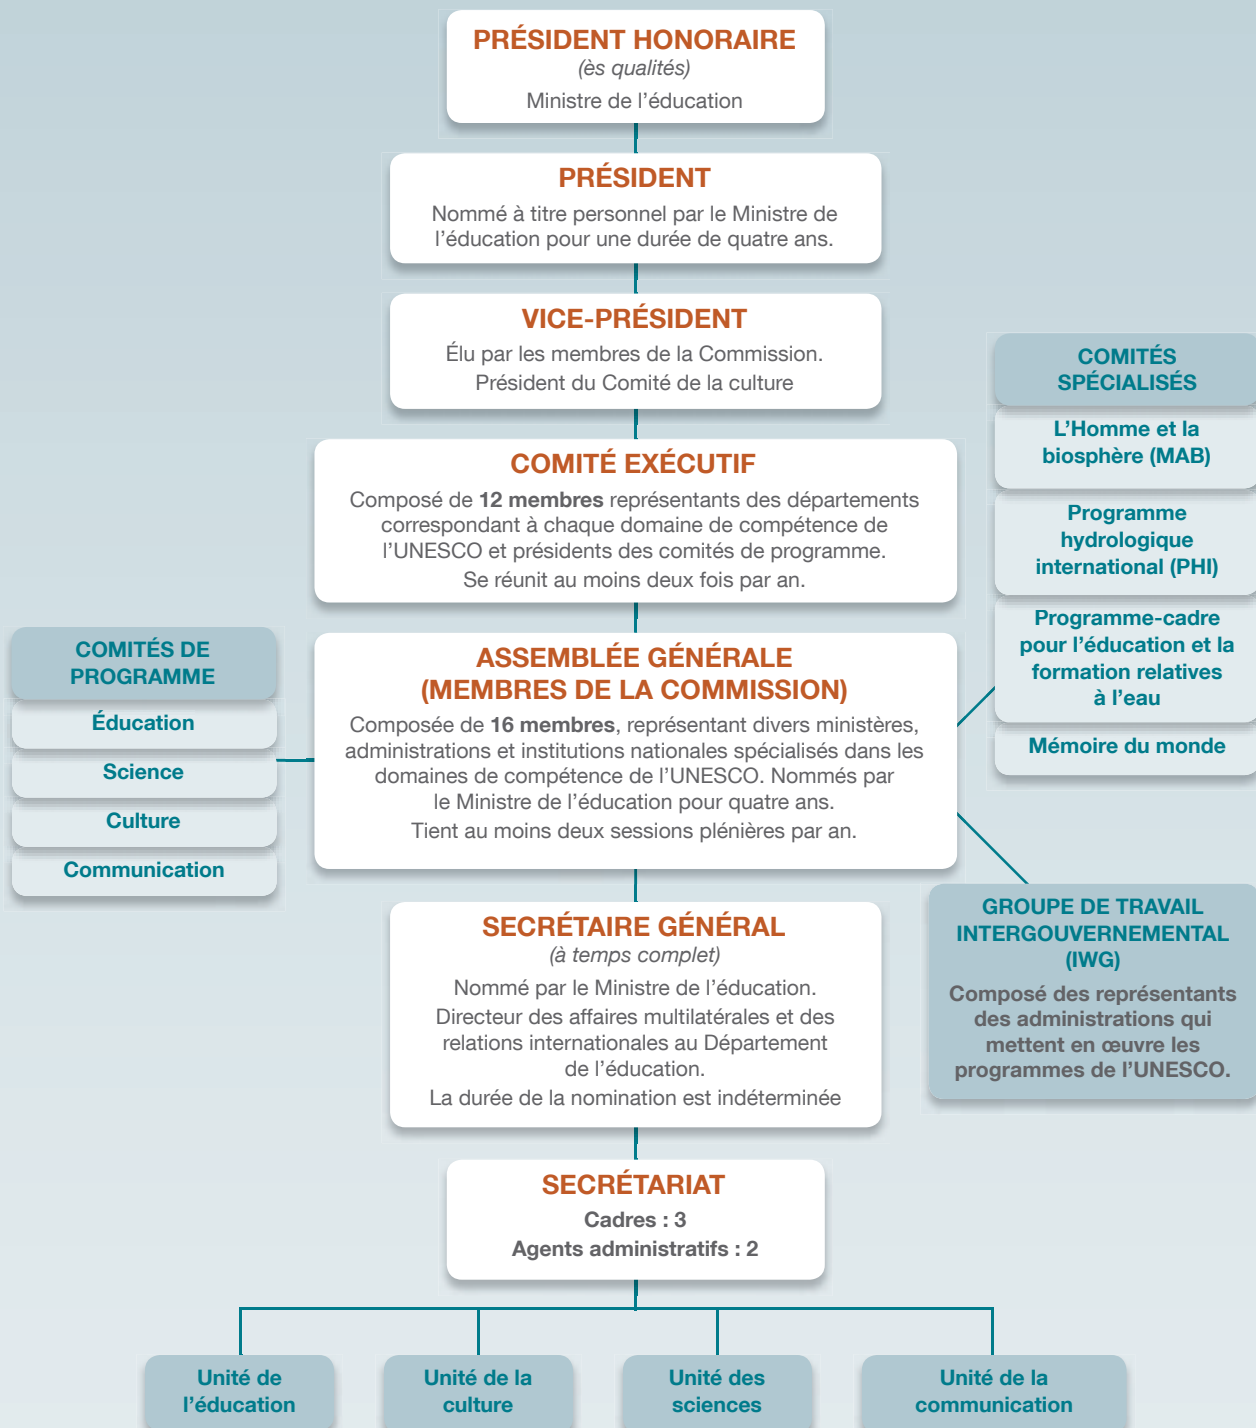 PRÉSIDENT HONORAIRE
(ès qualités)
Ministre de l'éducation
PRÉSIDENT
Nommé à titre personnel par le Ministre de
l'éducation pour une durée de quatre ans.
VICE-PRÉSIDENT
Élu par les membres de la Commission.
Président du Comité de la culture
COMITÉ EXÉCUTIF
Composé de 12 membres représentants des départements
correspondant à chaque domaine de compétence de
l'UNESCO et présidents des comités de programme.
Se réunit au moins deux fois par an.
COMITÉS
SPÉCIALISÉS
L'Homme et la
biosphère (MAB)
Programme
hydrologique
international (PHI)
Programme-cadre
pour l'éducation et la
formation relatives
à l'eau
Mémoire du monde
COMITÉS DE
PROGRAMME
Éducation
Science
Culture
Communication
ASSEMBLÉE GÉNÉRALE
(MEMBRES DE LA COMMISSION)
Composée de 16 membres, représentant divers ministères,
administrations et institutions nationales spécialisés dans les
domaines de compétence de l'UNESCO. Nommés par
le Ministre de l'éducation pour quatre ans.
Tient au moins deux sessions plénières par an.
GROUPE DE TRAVAIL
INTERGOUVERNEMENTAL
(IWG)
Composé des représentants
des administrations qui
mettent en œuvre les
programmes de l'UNESCO.
SECRÉTAIRE GÉNÉRAL
(à temps complet)
Nommé par le Ministre de l'éducation.
Directeur des affaires multilatérales et des
relations internationales au Département
de l'éducation.
La durée de la nomination est indéterminée
SECRÉTARIAT
Cadres : 3
Agents administratifs : 2
Unité de
l'éducation
Unité de la
culture
Unité des
sciences
Unité de la
communication